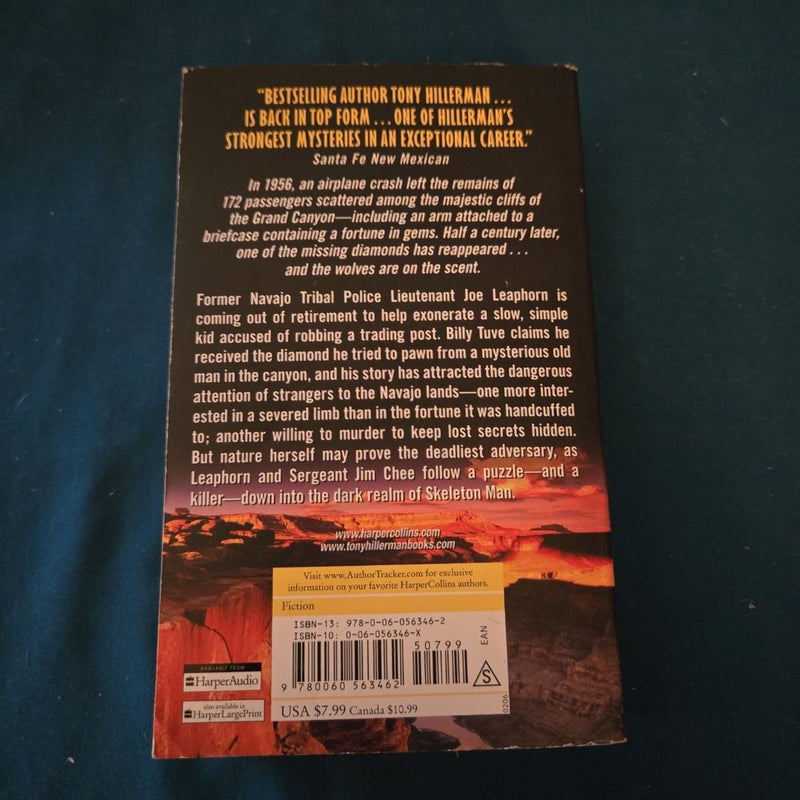 "BESTSELLING AUTHOR TONY HILLERMAN ...
IS BACK IN TOP FORM ... ONE OF HILLERMAN'S
STRONGEST MYSTERIES IN AN EXCEPTIONAL CAREER."
Santa Fe New Mexican
In 1956, an airplane crash left the remains of
172 passengers scattered among the majestic cliffs of
the Grand Canyon—including an arm attached to a
briefcase containing a fortune in gems. Half a century later,
one of the missing diamonds has reappeared ...
and the wolves are on the scent.
Former Navajo Tribal Police Lieutenant Joe Leaphorn is
coming out of retirement to help exonerate a slow, simple
kid accused of robbing a trading post. Billy Tuve claims he
received the diamond he tried to pawn from a mysterious old
man in the canyon, and his story has attracted the dangerous
attention of strangers to the Navajo lands—one more inter-
ested in a severed limb than in the fortune it was handcuffed
to; another willing to murder to keep lost secrets hidden.
But nature herself may prove the deadliest adversary, as
Leaphorn and Sergeant Jim Chee follow a puzzle—and a
killer—down into the dark realm of Skeleton Man.
www.harpercollins.com
www.tonyhillermanbooks.com
Visit www.AuthorTracker.com for exclusive
information on your favorite HarperCollins authors.
Fiction
ISBN-13: 978-0-06-056346-2
ISBN-10: 0-06-056346-X
50799
EAN
S
9 780060 563462
USA $7.99 Canada $10.99
0206
AVAILABLE FROM
HarperAudio
also available in
HarperLargePrint